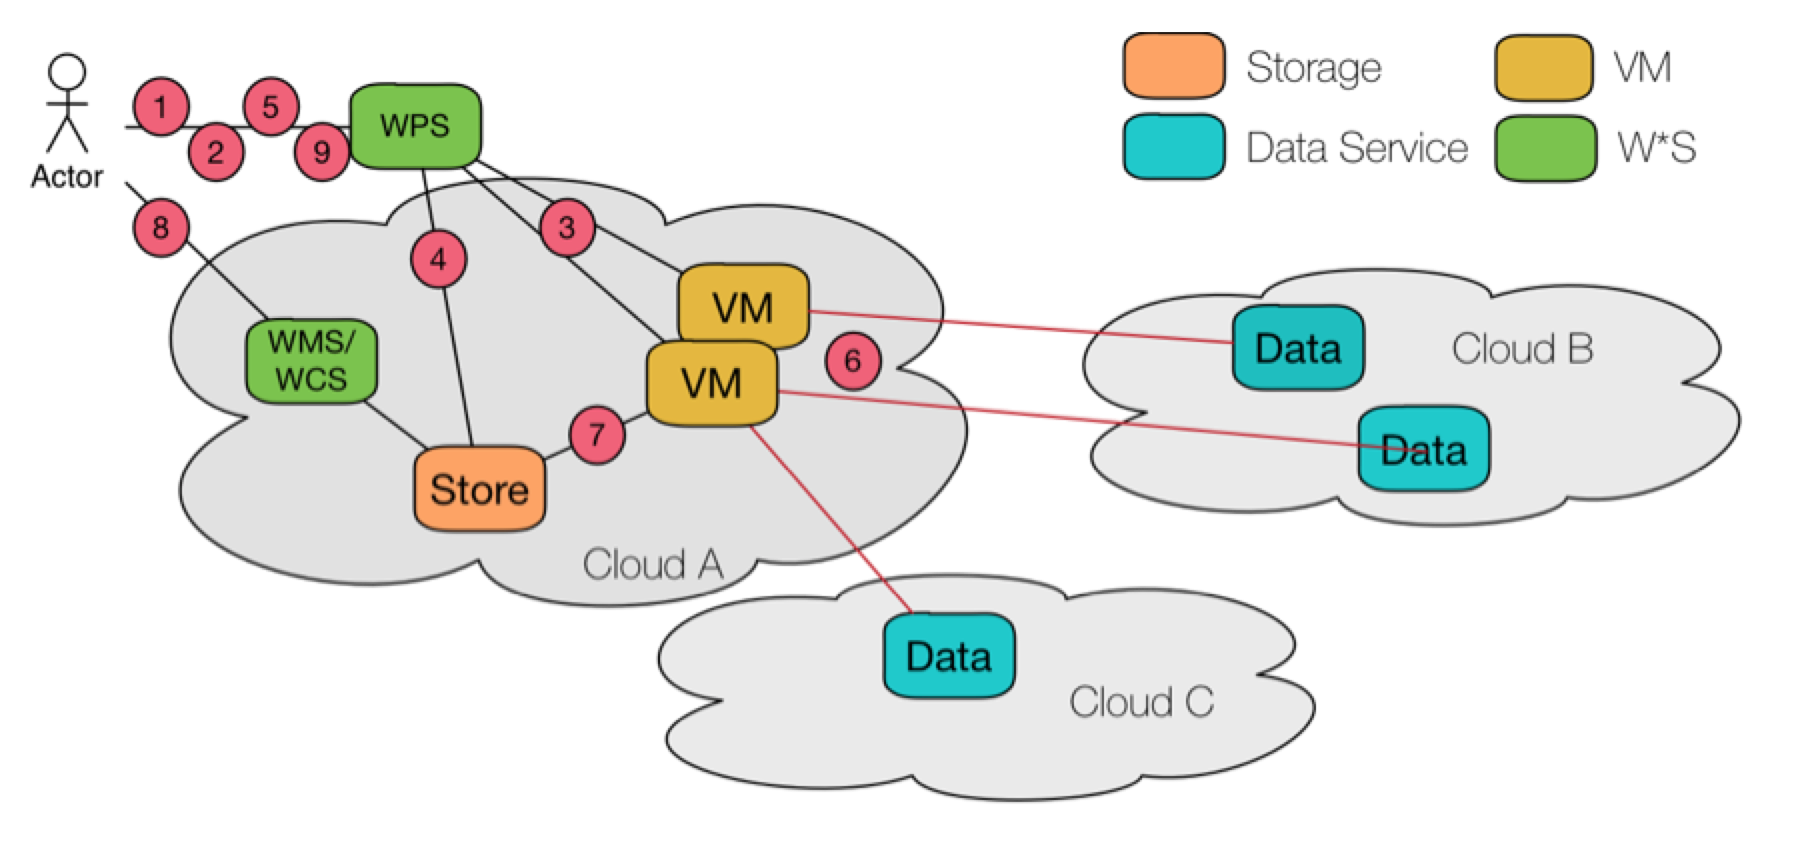 Storage
VM
1
5
WPS
2
9
Data Service
W*S
Actor
8
3
4
VM
WMS/
WCS
6
Data
Cloud B
VM
7
Data
Store
Cloud A
Data
Cloud C